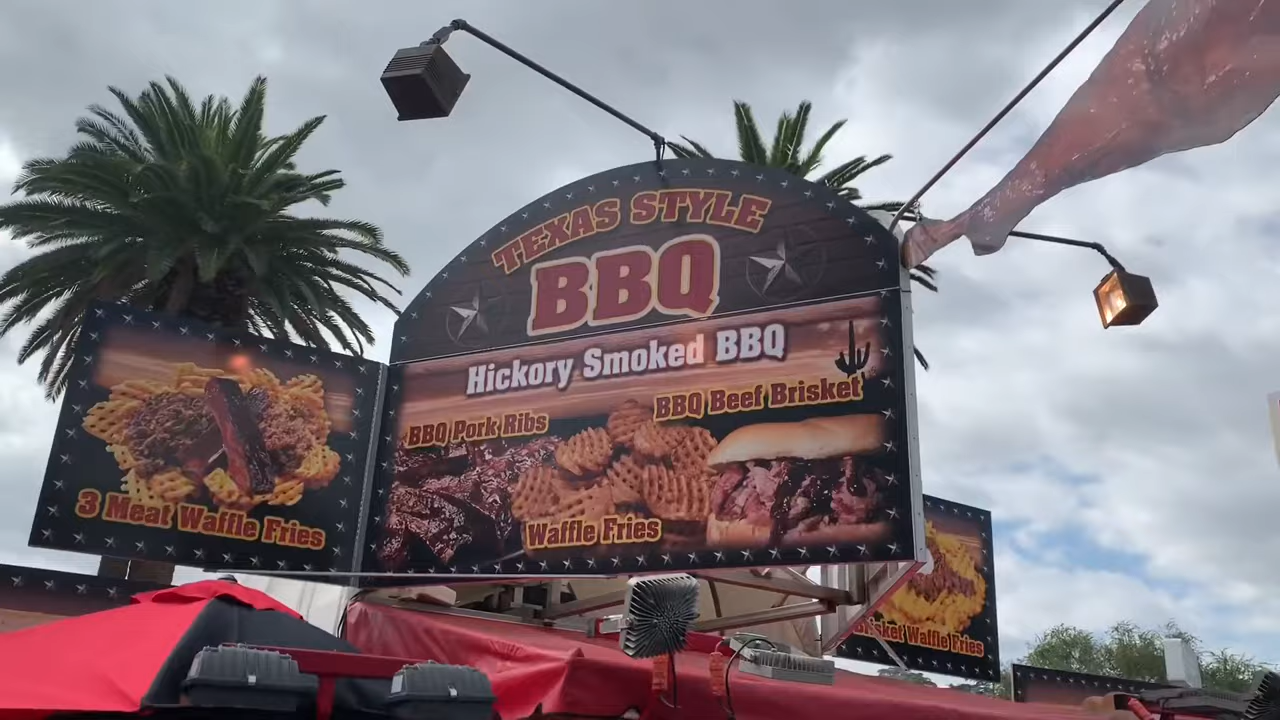 TEXAS STYLE
BBQ
Hickory Smoked BBQ
BBQ Pork Ribs
BBQ Beef Brisket
Waffle Fries
3 Meat Waffle Fries
Brisket Waffle Fries